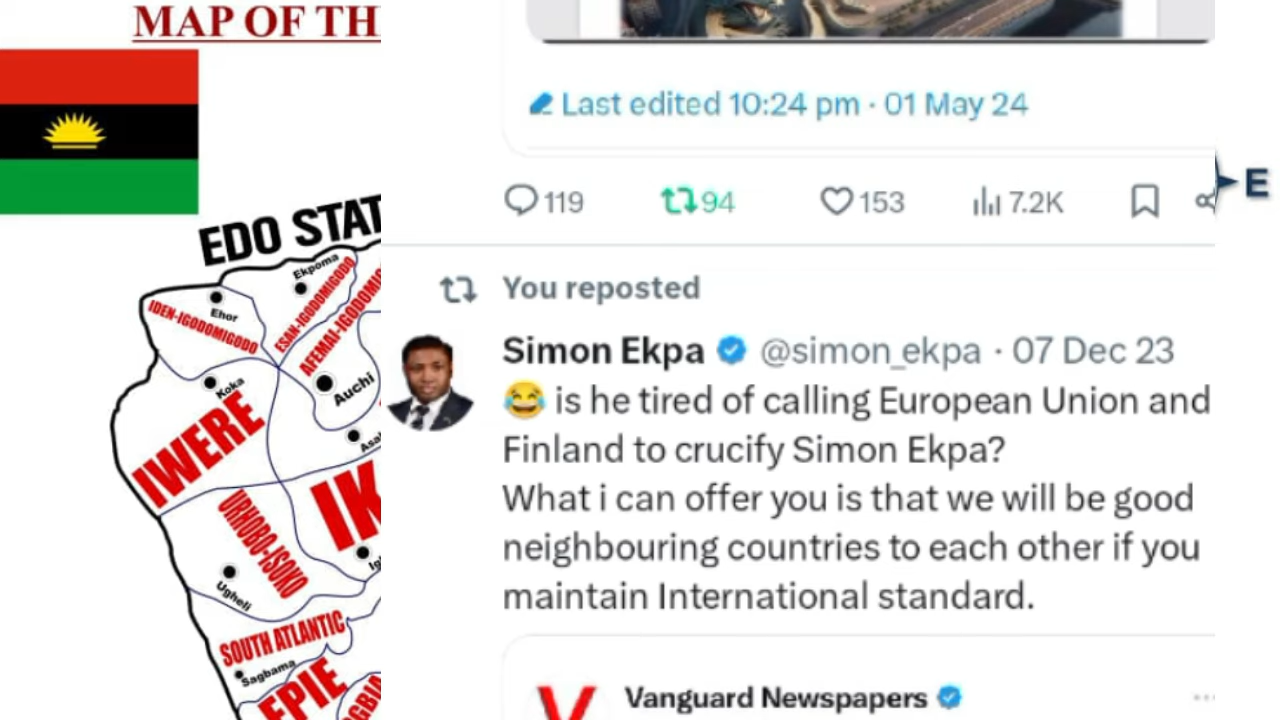 MAP OF TH
EDO STAT
Ekpoma
Ehor
IDEN-IGODOMIGODO
ESAN-IGODOMIGODO
AFEMAI-IGODOMIG
Koka
Auchi
IWERE
Asa
IK
URHOBO-ISOKO
Ig
Ugheli
SOUTH ATLANTIC
Sagbama
EPIE
OGBIA
Last edited 10:24 pm · 01 May 24
119 94 153 7.2K
E
You reposted
Simon Ekpa @simon_ekpa · 07 Dec 23
😂 is he tired of calling European Union and
Finland to crucify Simon Ekpa?
What i can offer you is that we will be good
neighbouring countries to each other if you
maintain International standard.
V
Vanguard Newspapers